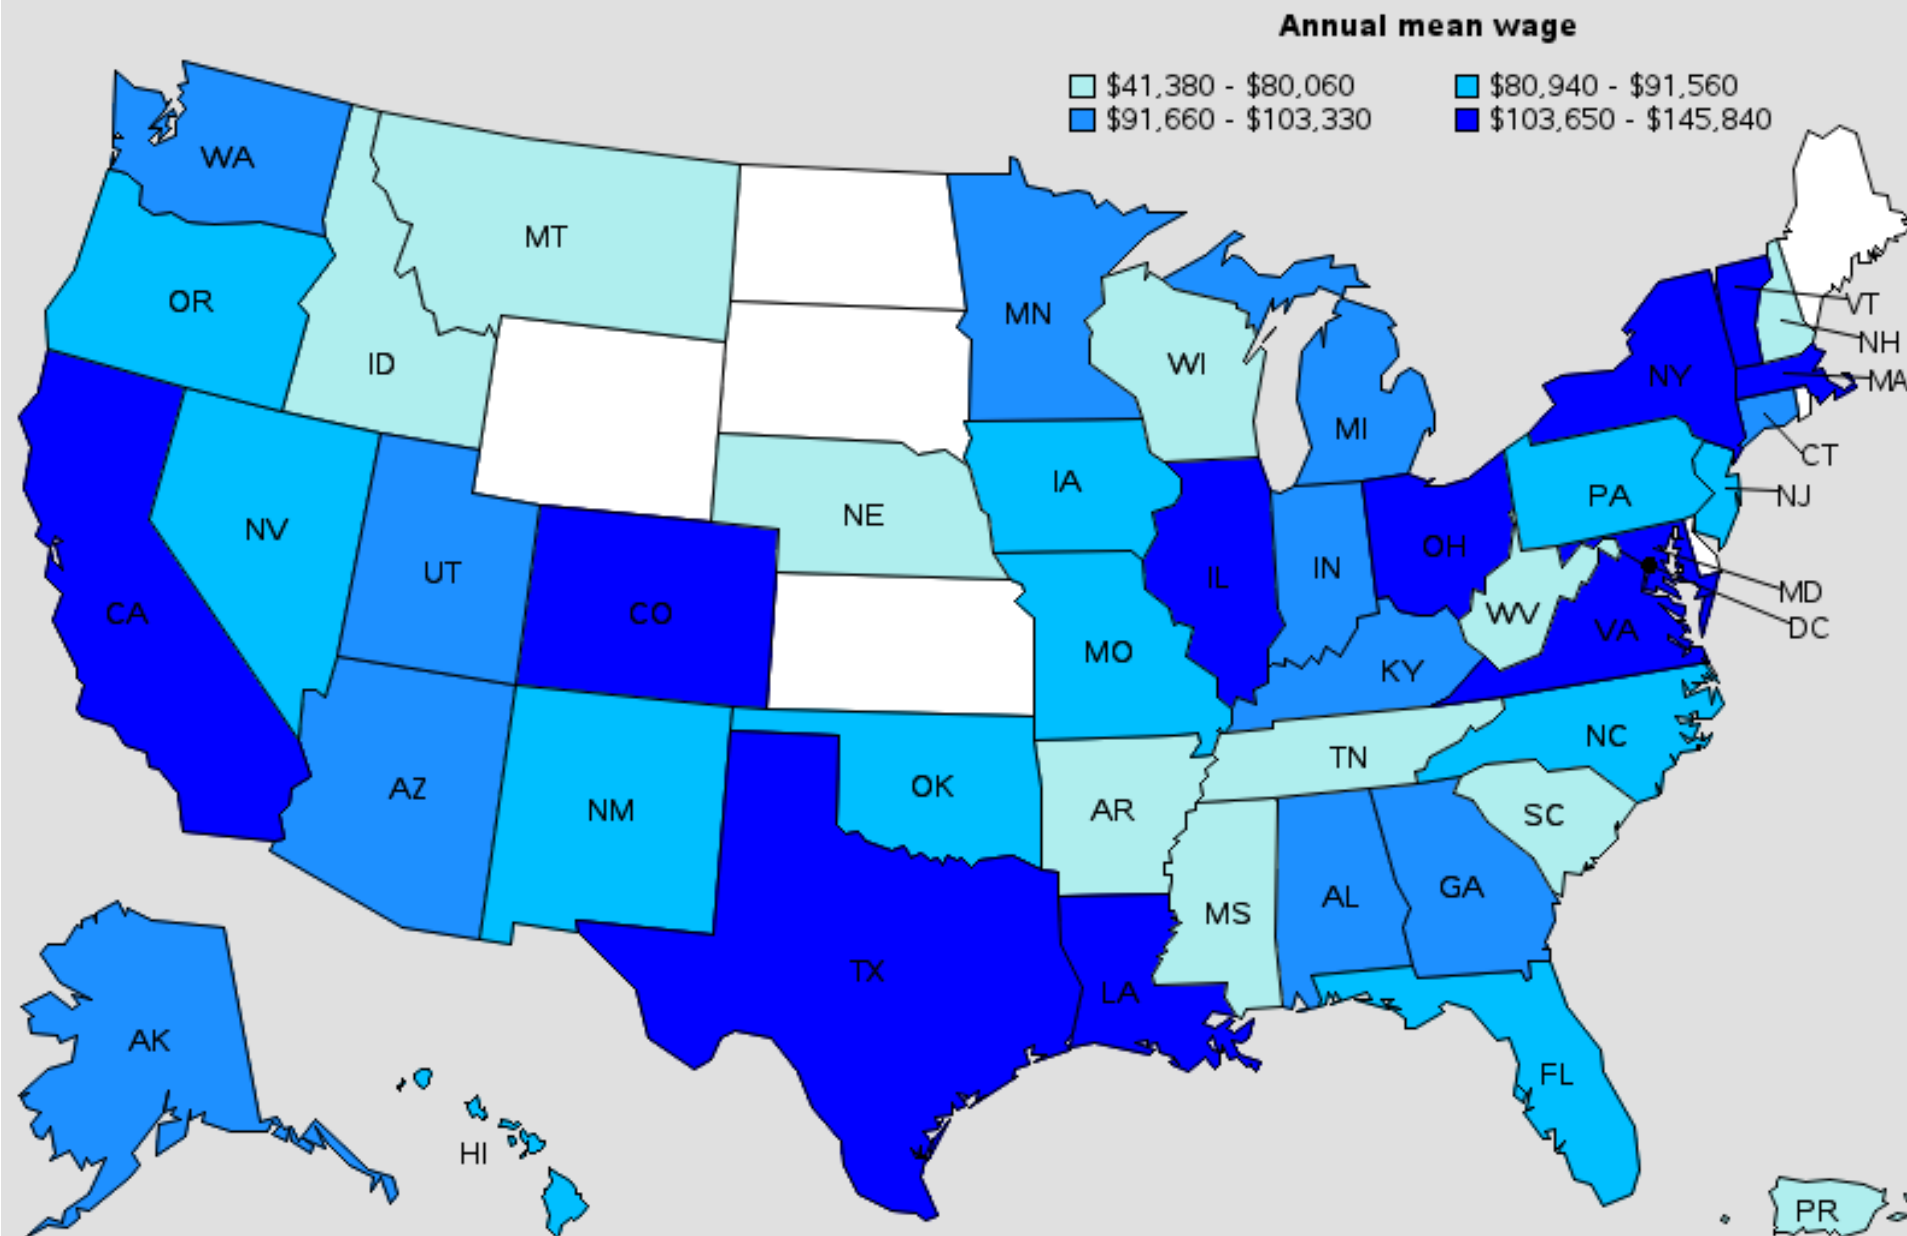 Annual mean wage
$41,380 - $80,060 $80,940 - $91,560
$91,660 - $103,330 $103,650 - $145,840
WA
MT
OR
MN
VT
ID
WI
NH
NY
MA
MI
CT
IA
PA
NJ
NE
NV
OH
UT
IN
IL
MD
CA
CO
WV
VA
DC
MO
KY
NC
TN
AZ
OK
NM
AR
SC
GA
AL
MS
TX
LA
AK
FL
HI
PR